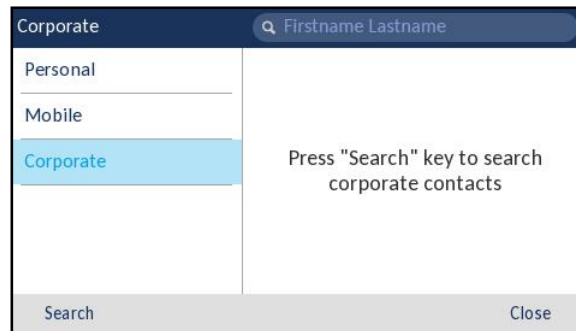 Corporate
Firstname Lastname
Personal
Mobile
Corporate
Press "Search" key to search
corporate contacts
Search
Close